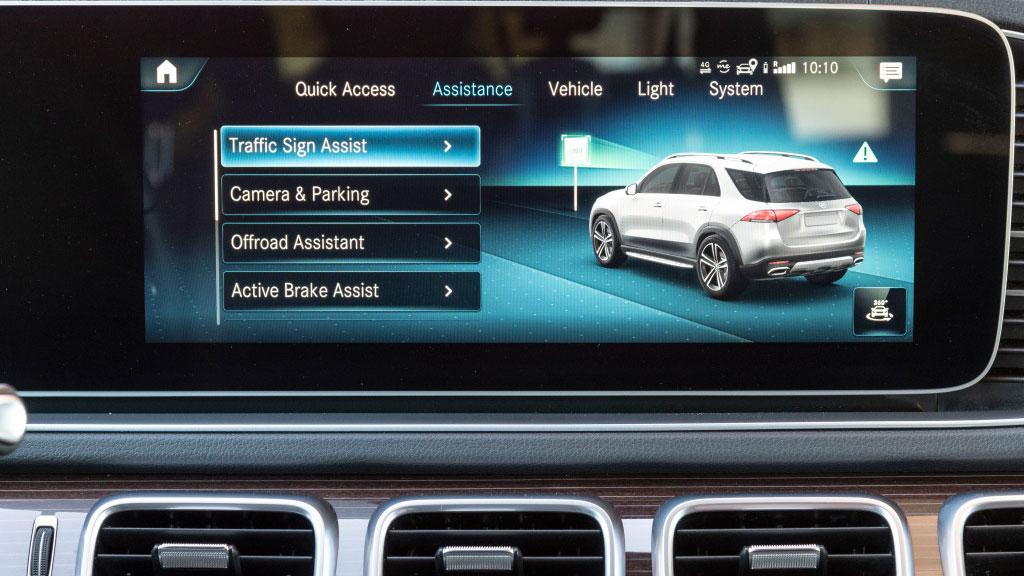 4G R 10:10
Quick Access Assistance Vehicle Light System
Traffic Sign Assist
Camera & Parking
Offroad Assistant
Active Brake Assist
360°